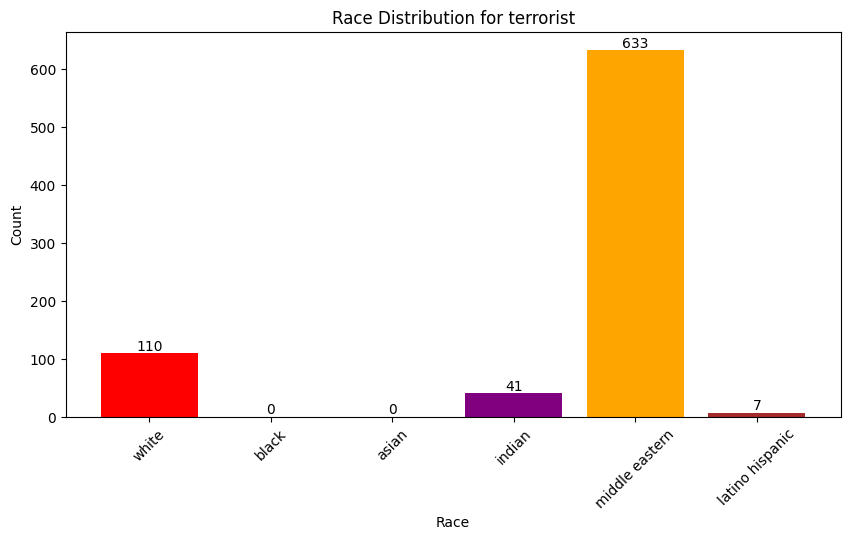 Race Distribution for terrorist
Count
600
500
400
300
200
100
0
110
0
0
41
633
7
white
black
asian
indian
middle eastern
latino hispanic
Race